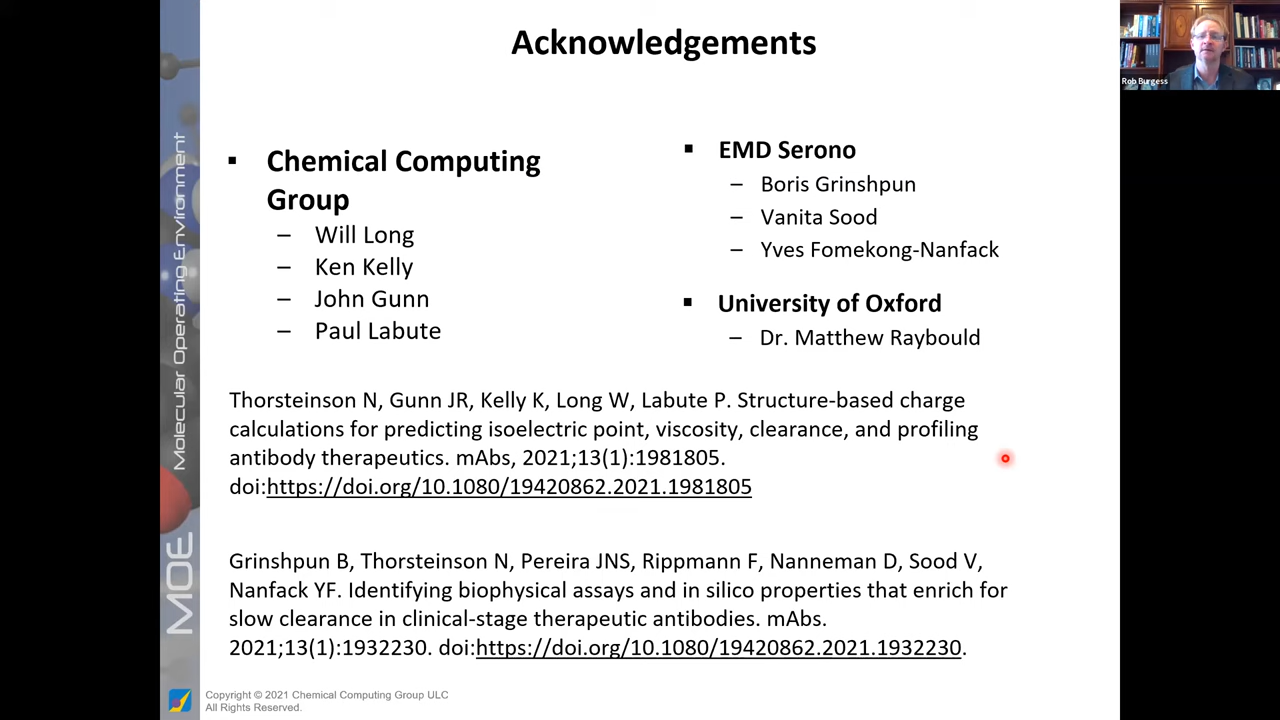 Acknowledgements
Rob Burgess
▪ Chemical Computing
Group
– Will Long
– Ken Kelly
– John Gunn
– Paul Labute
▪ EMD Serono
– Boris Grinshpun
– Vanita Sood
– Yves Fomekong-Nanfack
▪ University of Oxford
– Dr. Matthew Raybould
Thorsteinson N, Gunn JR, Kelly K, Long W, Labute P. Structure-based charge
calculations for predicting isoelectric point, viscosity, clearance, and profiling
antibody therapeutics. mAbs, 2021;13(1):1981805.
doi:https://doi.org/10.1080/19420862.2021.1981805
Grinshpun B, Thorsteinson N, Pereira JNS, Rippmann F, Nanneman D, Sood V,
Nanfack YF. Identifying biophysical assays and in silico properties that enrich for
slow clearance in clinical-stage therapeutic antibodies. mAbs.
2021;13(1):1932230. doi:https://doi.org/10.1080/19420862.2021.1932230.
MOE Molecular Operating Environment
Copyright © 2021 Chemical Computing Group ULC
All Rights Reserved.